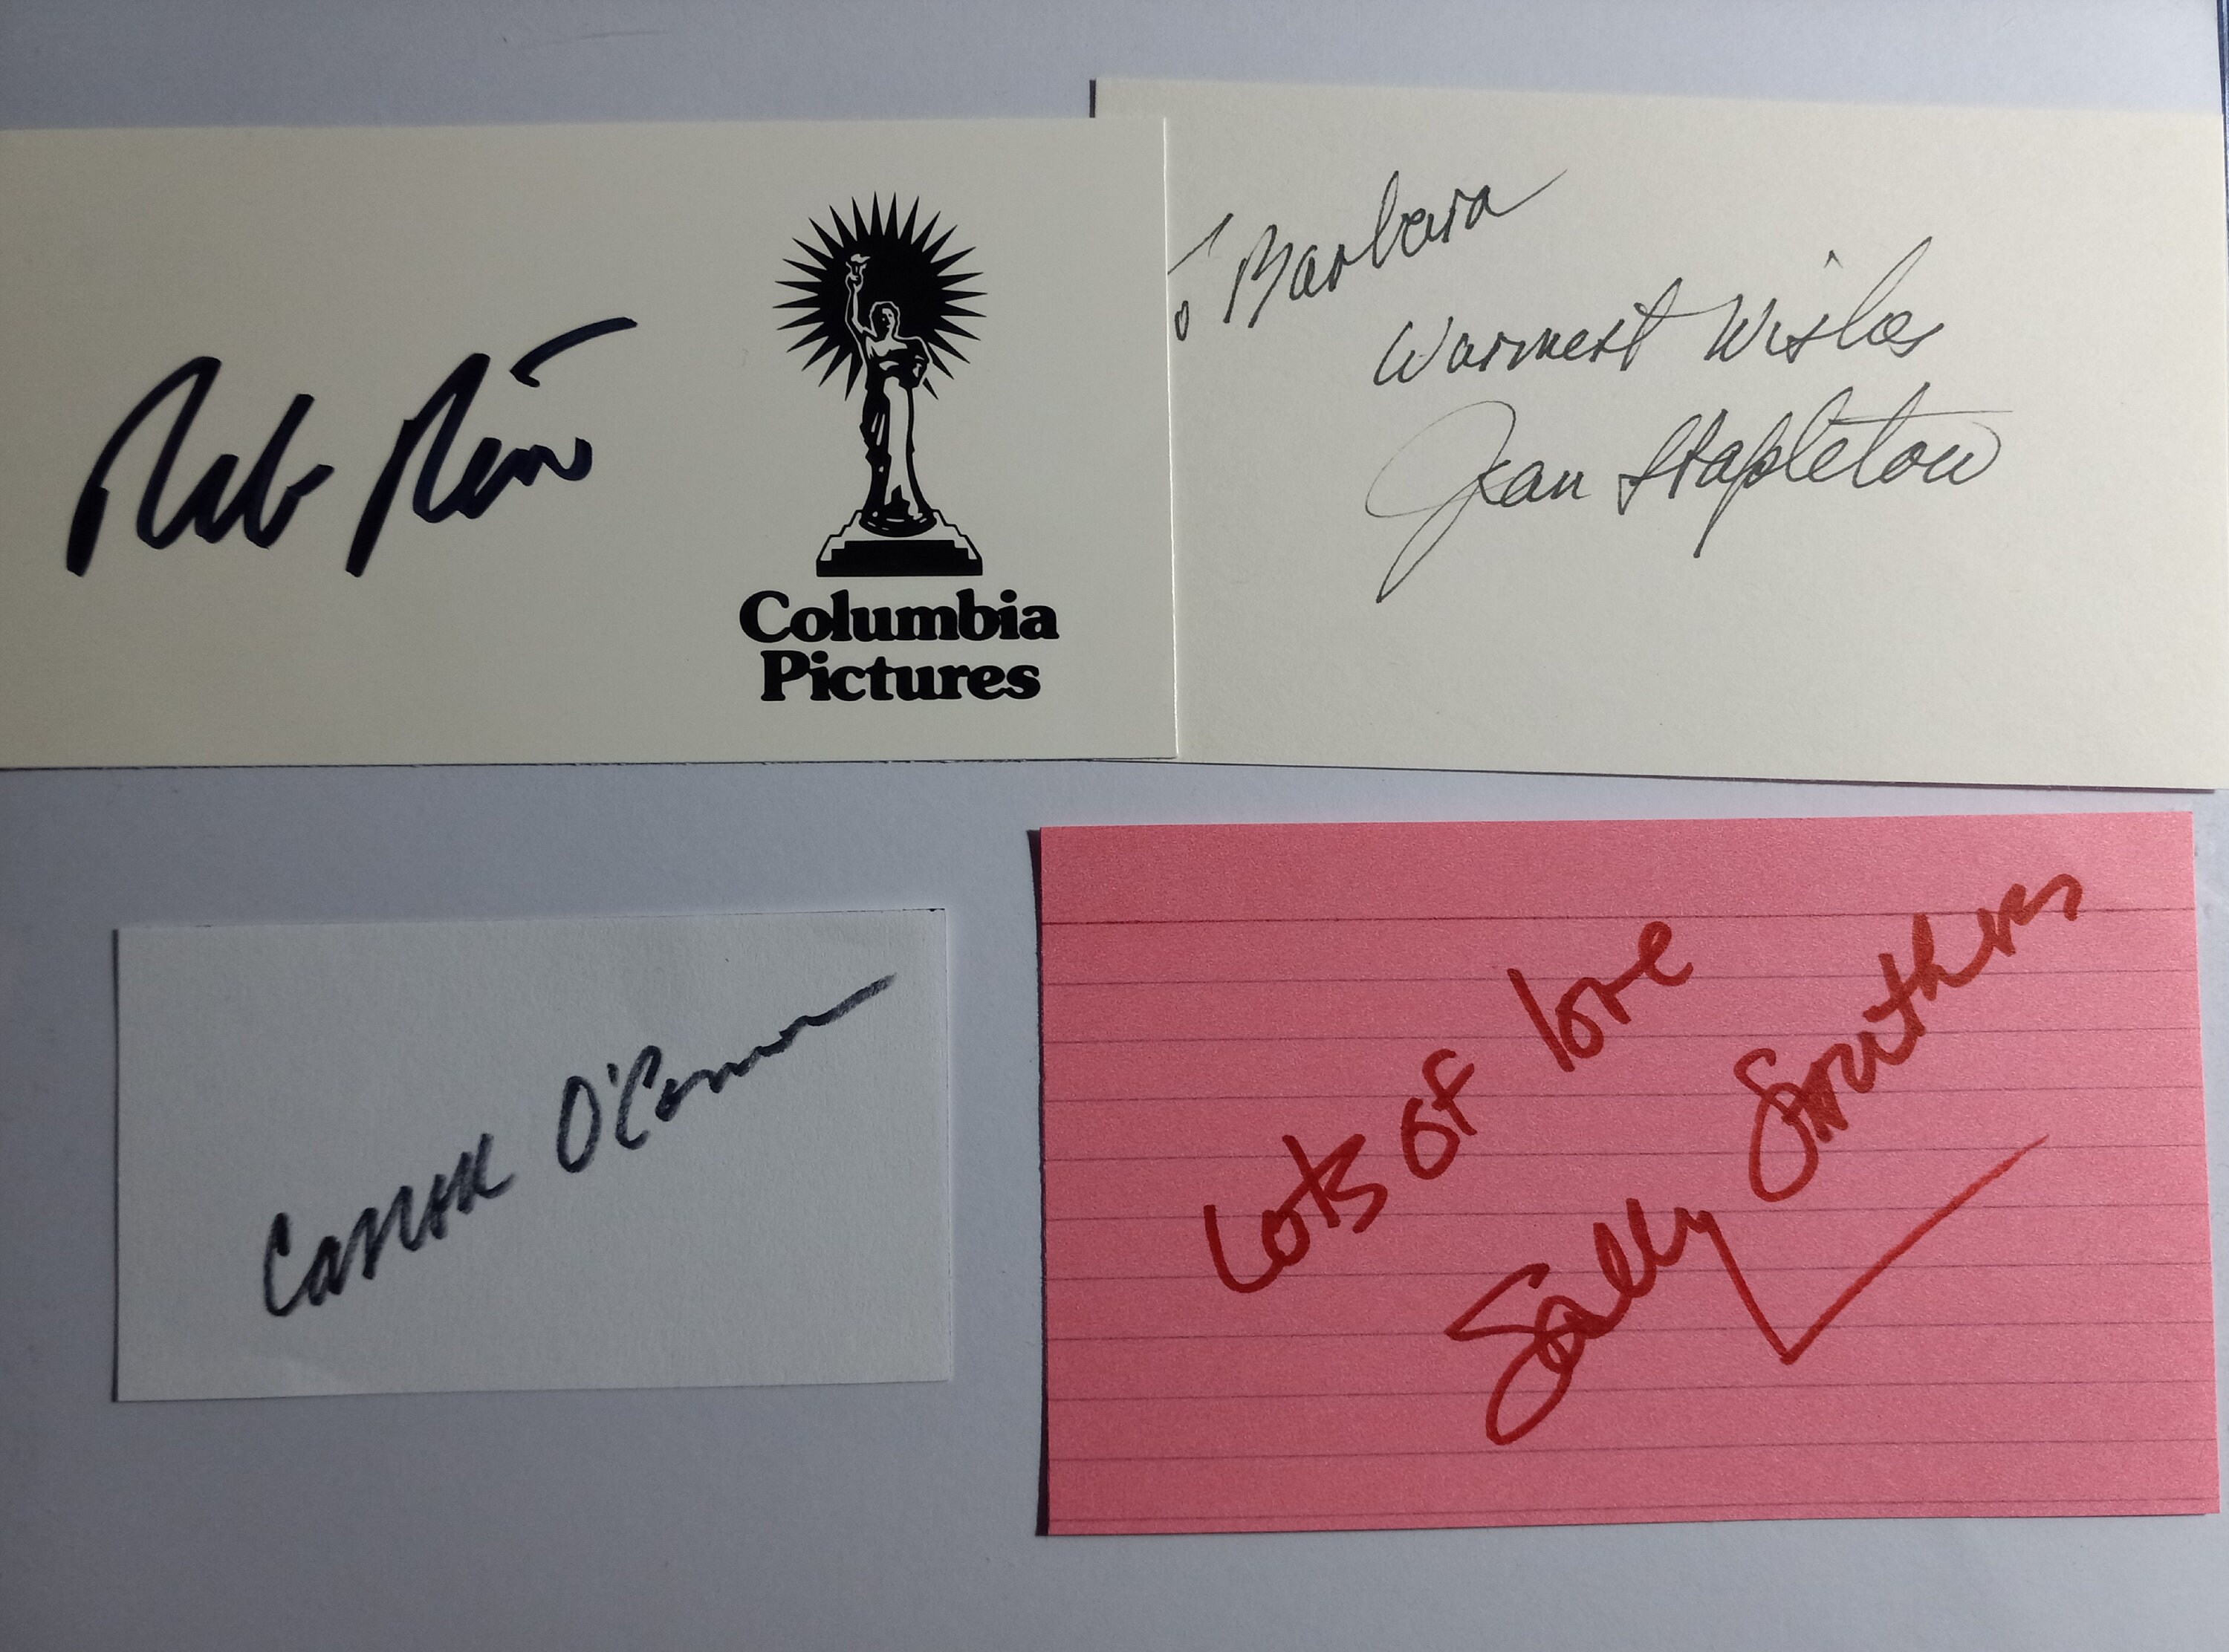 Rob Reiner
Columbia
Pictures
To Barbara
Warmest Wishes
Jean Stapleton
Carroll O'Connor
Lots of love
Sally Struthers